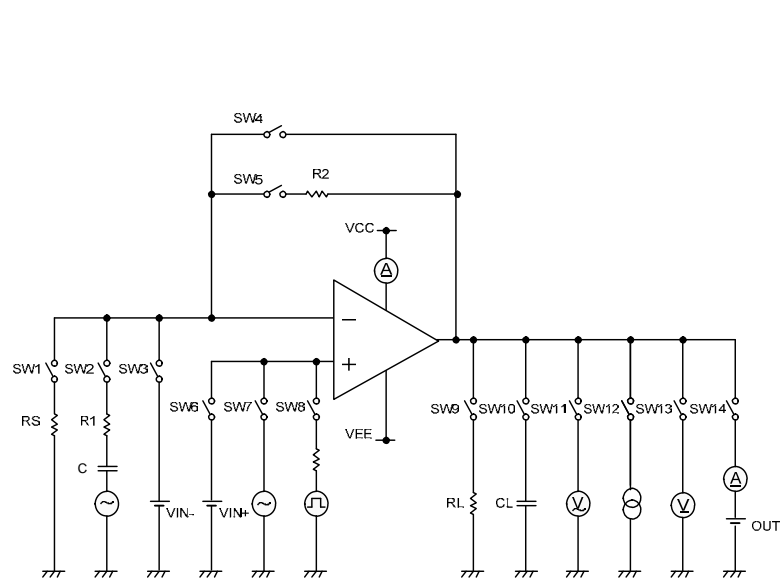 SW4
SW5
R2
VCC
A
−
+
SW1
SW2
SW3
SW6
SW7
SW8
SW9
SW10
SW11
SW12
SW13
SW14
RS
R1
VEE
C
A
RL
CL
V
V
VIN-
VIN+
OUT